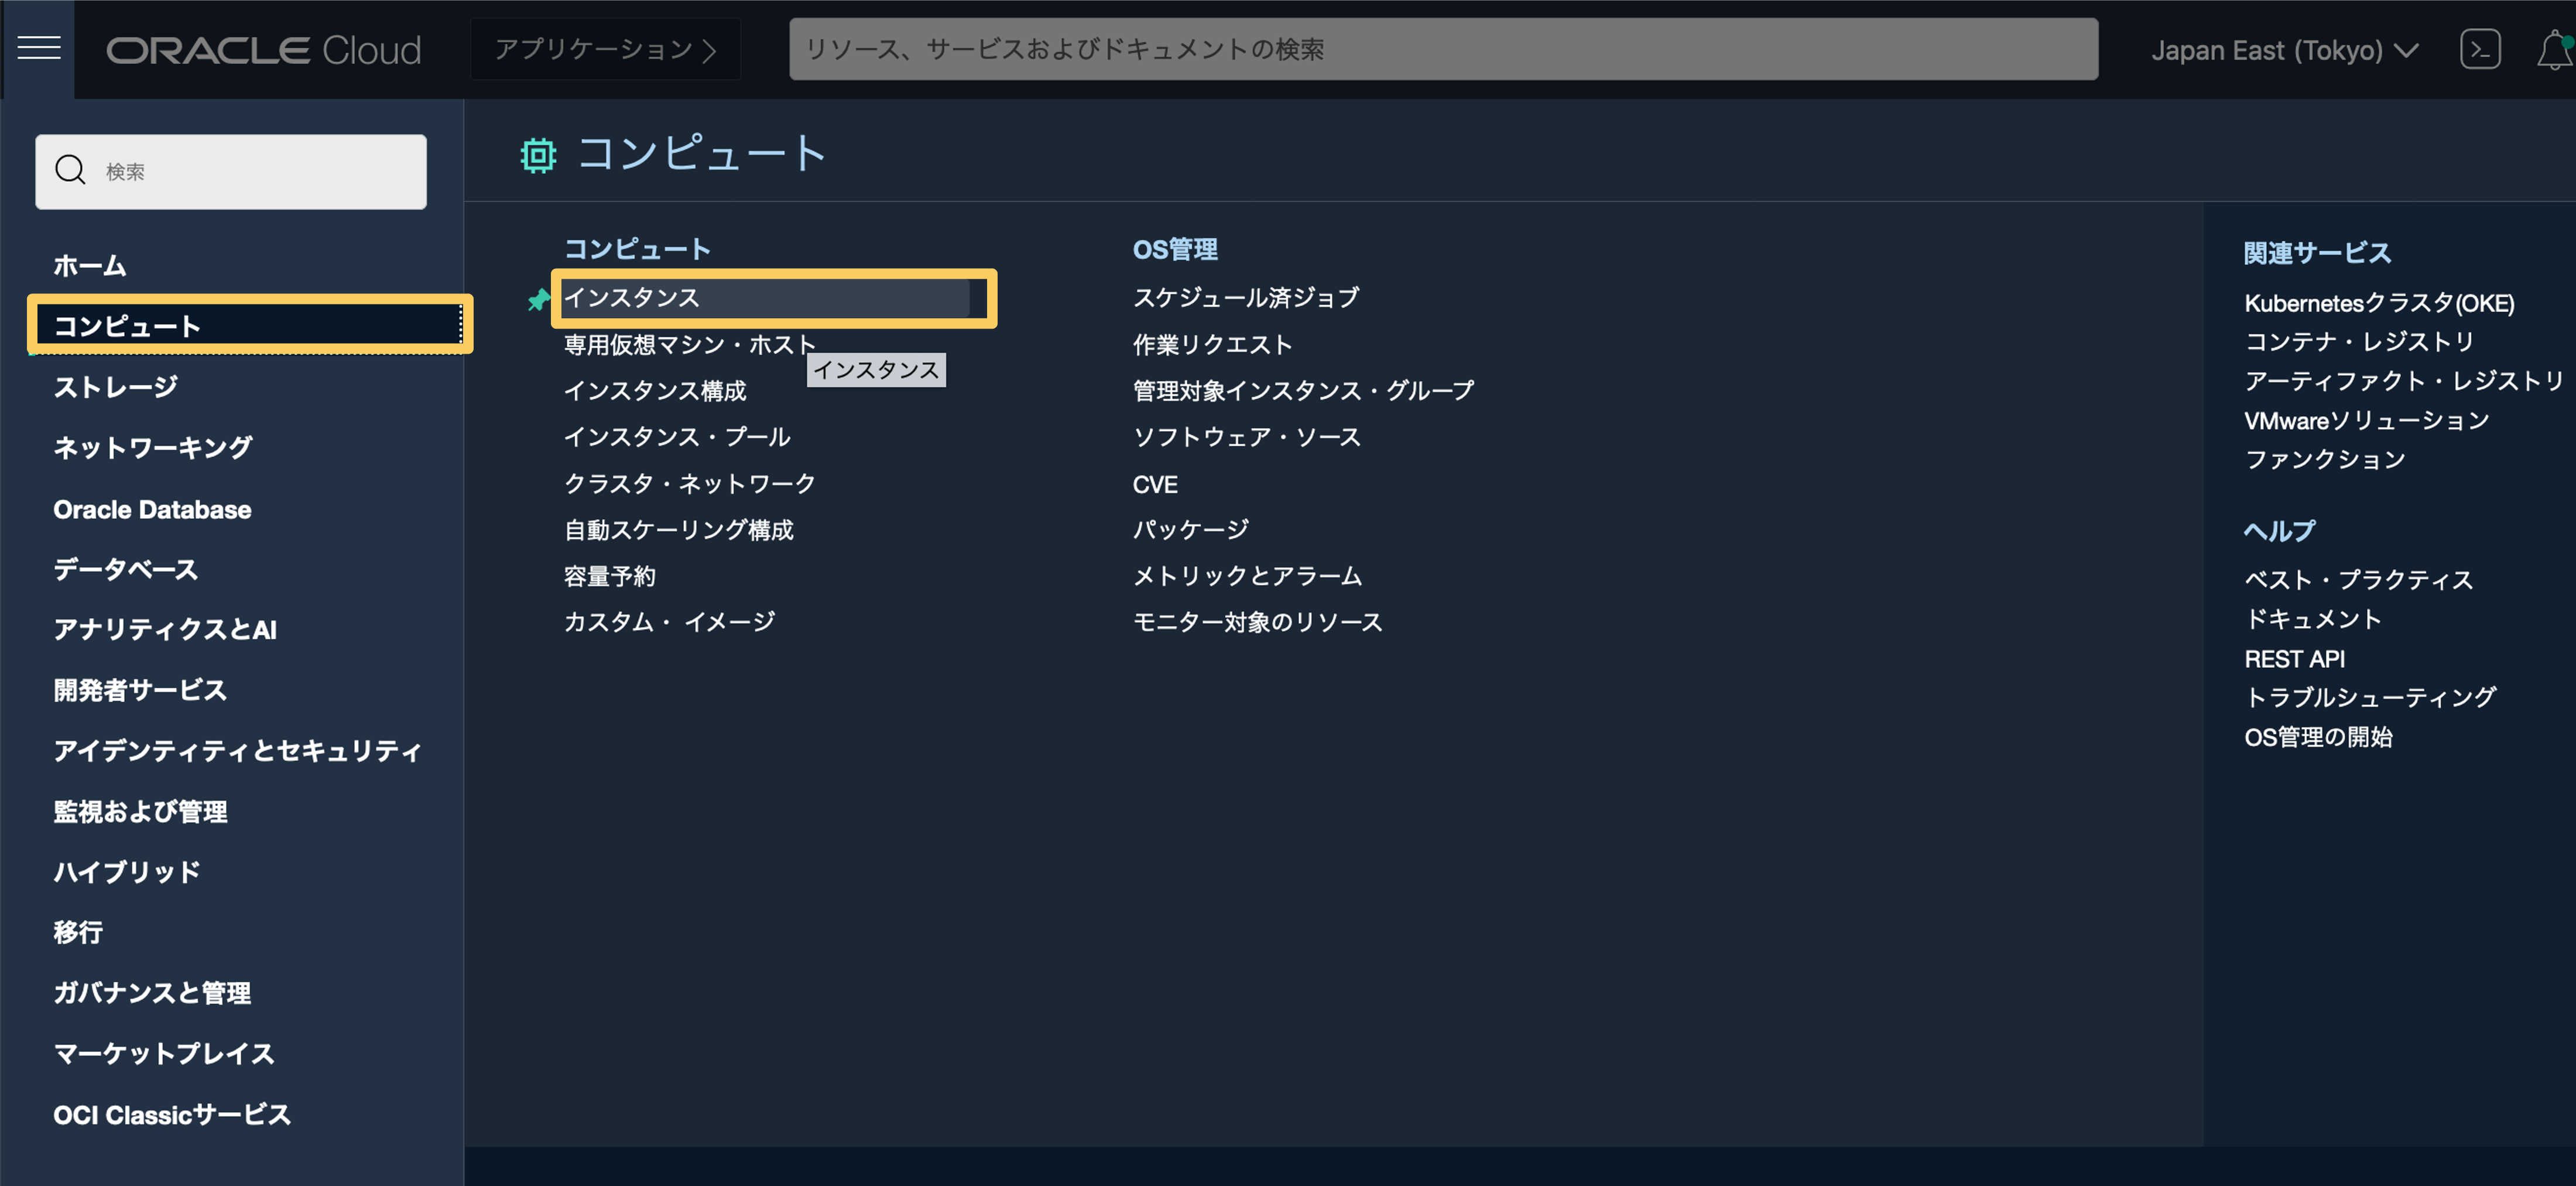 ORACLE Cloud
アプリケーション
リソース、サービスおよびドキュメントの検索
Japan East (Tokyo)
検索
ホーム
コンピュート
ストレージ
ネットワーキング
Oracle Database
データベース
アナリティクスとAI
開発者サービス
アイデンティティとセキュリティ
監視および管理
ハイブリッド
移行
ガバナンスと管理
マーケットプレイス
OCI Classicサービス
コンピュート
コンピュート
インスタンス
専用仮想マシン・ホスト
インスタンス
インスタンス構成
インスタンス・プール
クラスタ・ネットワーク
自動スケーリング構成
容量予約
カスタム・ イメージ
OS管理
スケジュール済ジョブ
作業リクエスト
管理対象インスタンス・グループ
ソフトウェア・ソース
CVE
パッケージ
メトリックとアラーム
モニター対象のリソース
関連サービス
Kubernetesクラスタ(OKE)
コンテナ・レジストリ
アーティファクト・レジストリ
VMwareソリューション
ファンクション
ヘルプ
ベスト・プラクティス
ドキュメント
REST API
トラブルシューティング
OS管理の開始